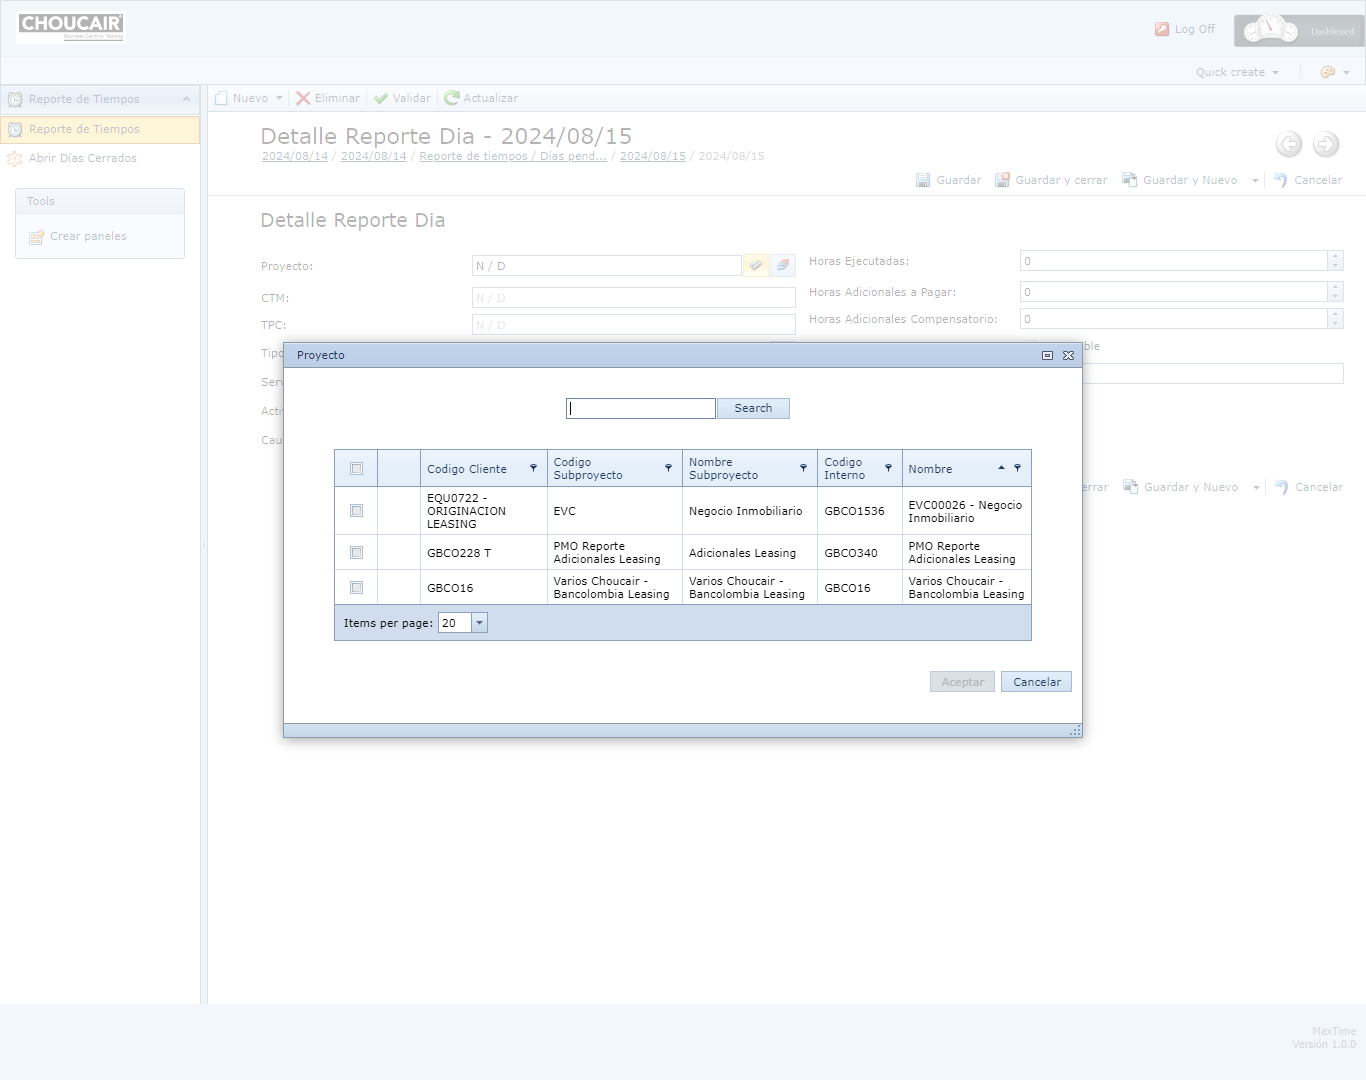 CHOUCAIR
Business Centric Testing
Log Off
Dashboard
Quick create
Reporte de Tiempos
Reporte de Tiempos
Abrir Días Cerrados
Tools
Crear paneles
Nuevo Eliminar Validar Actualizar
Detalle Reporte Dia - 2024/08/15
2024/08/14 / 2024/08/14 / Reporte de tiempos / Dias pend... / 2024/08/15 / 2024/08/15
Guardar Guardar y cerrar Guardar y Nuevo Cancelar
Detalle Reporte Dia
Proyecto: N / D
CTM: N / D
TPC: N / D
Tipo
Serv
Acti
Cau
Horas Ejecutadas: 0
Horas Adicionales a Pagar: 0
Horas Adicionales Compensatorio: 0
ble
errar Guardar y Nuevo Cancelar
Proyecto
Search
Codigo Cliente Codigo Subproyecto Nombre Subproyecto Codigo Interno Nombre
EQU0722 - ORIGINACION LEASING EVC Negocio Inmobiliario GBCO1536 EVC00026 - Negocio Inmobiliario
GBCO228 T PMO Reporte Adicionales Leasing Adicionales Leasing GBCO340 PMO Reporte Adicionales Leasing
GBCO16 Varios Choucair - Bancolombia Leasing Varios Choucair - Bancolombia Leasing GBCO16 Varios Choucair - Bancolombia Leasing
Items per page: 20
Aceptar Cancelar
MaxTime
Versión 1.0.0